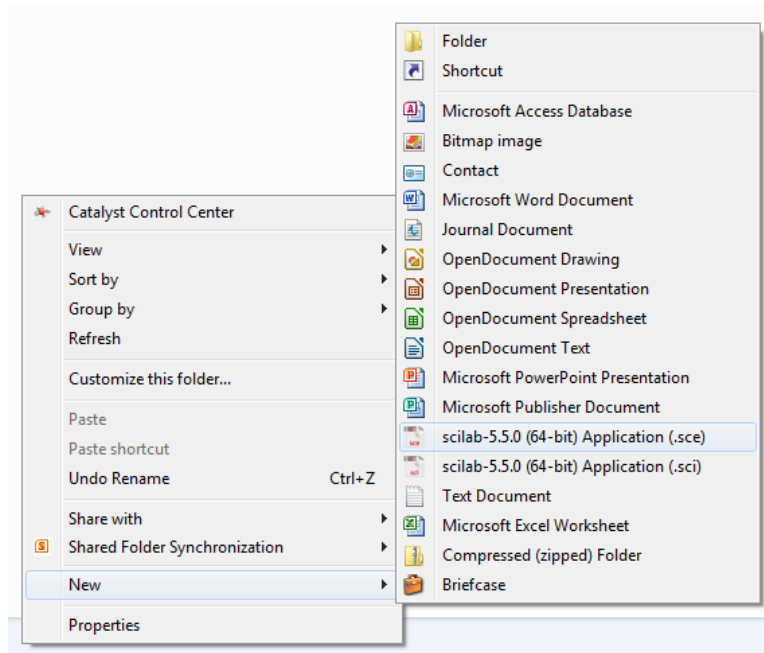 Catalyst Control Center
View
Sort by
Group by
Refresh
Customize this folder...
Paste
Paste shortcut
Undo Rename Ctrl+Z
Share with
S
Shared Folder Synchronization
New
Properties
Folder
Shortcut
Microsoft Access Database
Bitmap image
Contact
Microsoft Word Document
Journal Document
OpenDocument Drawing
OpenDocument Presentation
OpenDocument Spreadsheet
OpenDocument Text
Microsoft PowerPoint Presentation
Microsoft Publisher Document
sce
scilab-5.5.0 (64-bit) Application (.sce)
sci
scilab-5.5.0 (64-bit) Application (.sci)
Text Document
Microsoft Excel Worksheet
Compressed (zipped) Folder
Briefcase